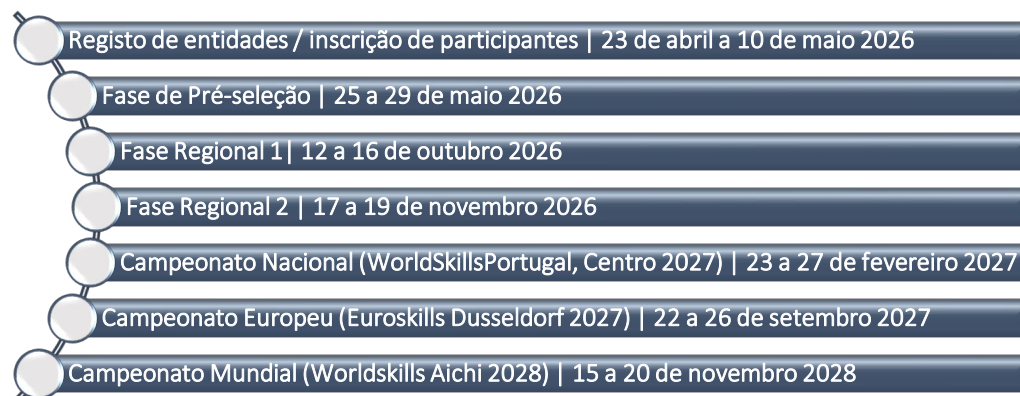 Registo de entidades / inscrição de participantes | 23 de abril a 10 de maio 2026
Fase de Pré-seleção | 25 a 29 de maio 2026
Fase Regional 1| 12 a 16 de outubro 2026
Fase Regional 2 | 17 a 19 de novembro 2026
Campeonato Nacional (WorldSkillsPortugal, Centro 2027) | 23 a 27 de fevereiro 2027
Campeonato Europeu (Euroskills Dusseldorf 2027) | 22 a 26 de setembro 2027
Campeonato Mundial (Worldskills Aichi 2028) | 15 a 20 de novembro 2028